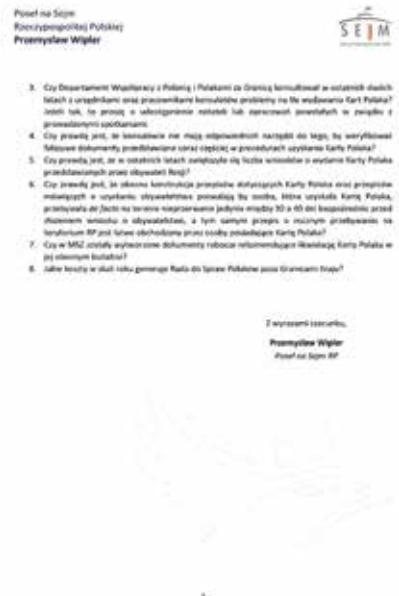 Poseł na Sejm
Rzeczypospolitej Polskiej
Przemysław Wipler
SEJM
3. Czy Departament Współpracy z Polonią i Polakami za Granicą konsultował w ostatnich dwóch
latach z urzędnikami oraz pracownikami konsulatów problemy na tle wydawania Kart Polaka?
Jeżeli tak, to proszę o udostępnienie notatek lub opracowań powstałych w związku z
prowadzonymi spotkaniami.
4. Czy prawdą jest, że konsulowie nie mają odpowiednich narzędzi do tego, by weryfikować
fałszywe dokumenty przedstawiane coraz częściej w procedurach uzyskania Karty Polaka?
5. Czy prawdą jest, że w ostatnich latach zwiększyła się liczba wniosków o wydanie Karty Polaka
przedstawianych przez obywateli Rosji?
6. Czy prawdą jest, że obecna konstrukcja przepisów dotyczących Karty Polaka oraz przepisów
mówiących o uzyskaniu obywatelstwa pozwalają by osoba, która uzyskała Kartę Polaka,
przebywała de facto na terenie nieprzerwanie jedynie między 30 a 40 dni bezpośrednio przed
złożeniem wniosku o obywatelstwo, a tym samym przepis o rocznym przebywaniu na
terytorium RP jest łatwo obchodzony przez osoby posiadające Kartę Polaka?
7. Czy w MSZ zostały wytworzone dokumenty robocze rekomendujące likwidację Karty Polaka w
jej obecnym kształcie?
8. Jakie koszty w skali roku generuje Rada do Spraw Polaków poza Granicami Kraju?
Z wyrazami szacunku,
Przemysław Wipler
Poseł na Sejm RP